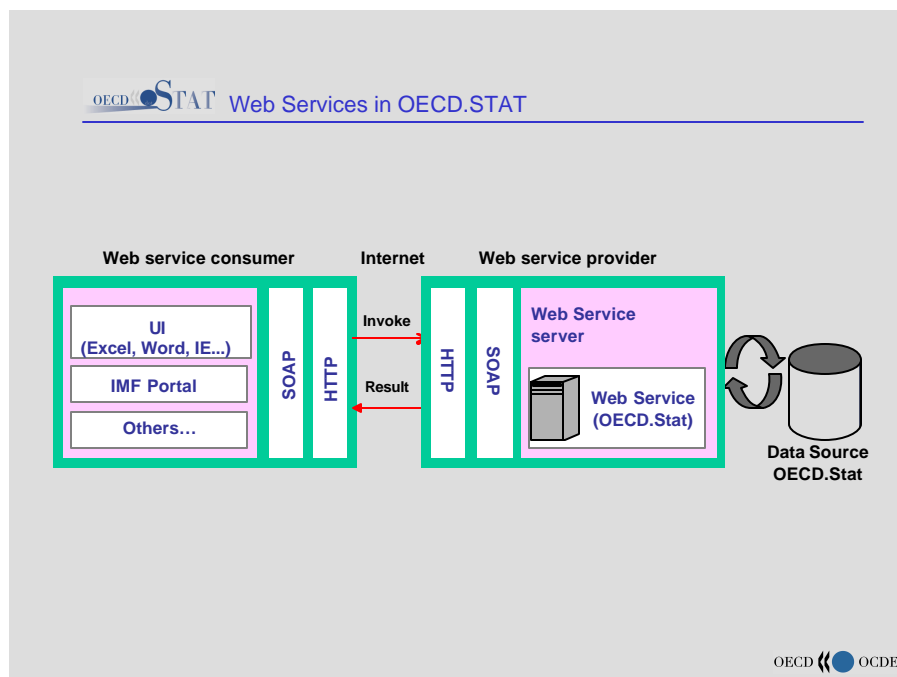 OECD STAT Web Services in OECD.STAT
Web service consumer
Internet
Web service provider
UI
(Excel, Word, IE...)
IMF Portal
Others…
SOAP
HTTP
Invoke
Result
HTTP
SOAP
Web Service
server
Web Service
(OECD.Stat)
Data Source
OECD.Stat
OECD OCDE